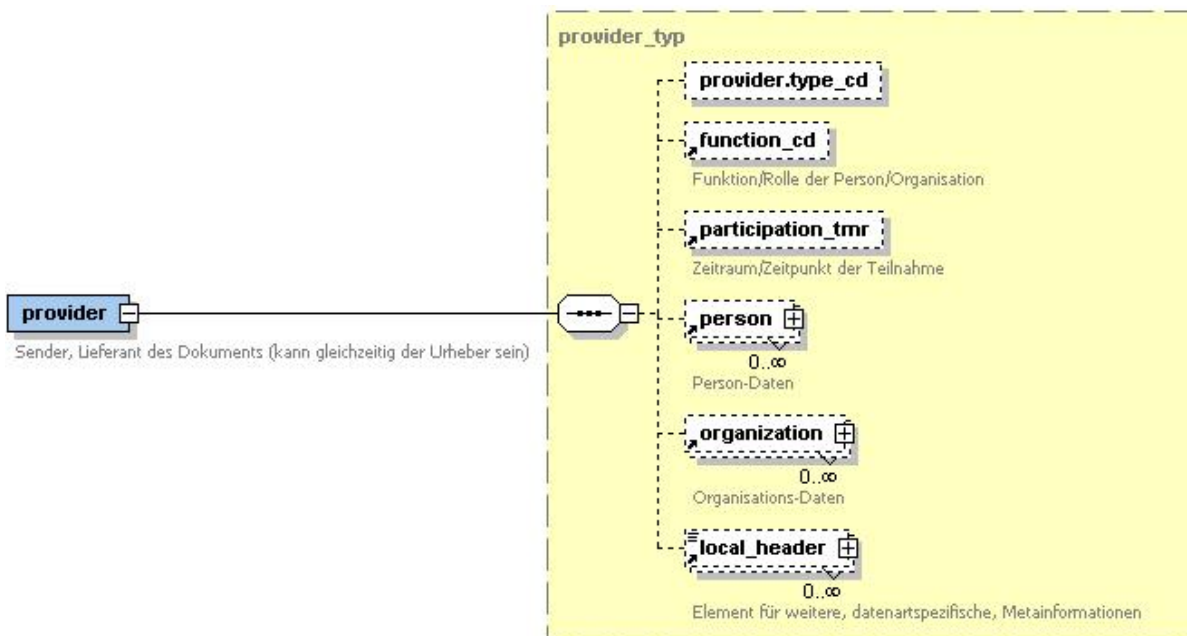 provider_typ
provider.type_cd
function_cd
Funktion/Rolle der Person/Organisation
participation_tmr
Zeitraum/Zeitpunkt der Teilnahme
provider
Sender, Lieferant des Dokuments (kann gleichzeitig der Urheber sein)
person
0..∞
Person-Daten
organization
0..∞
Organisations-Daten
local_header
0..∞
Element für weitere, datenartspezifische, Metainformationen